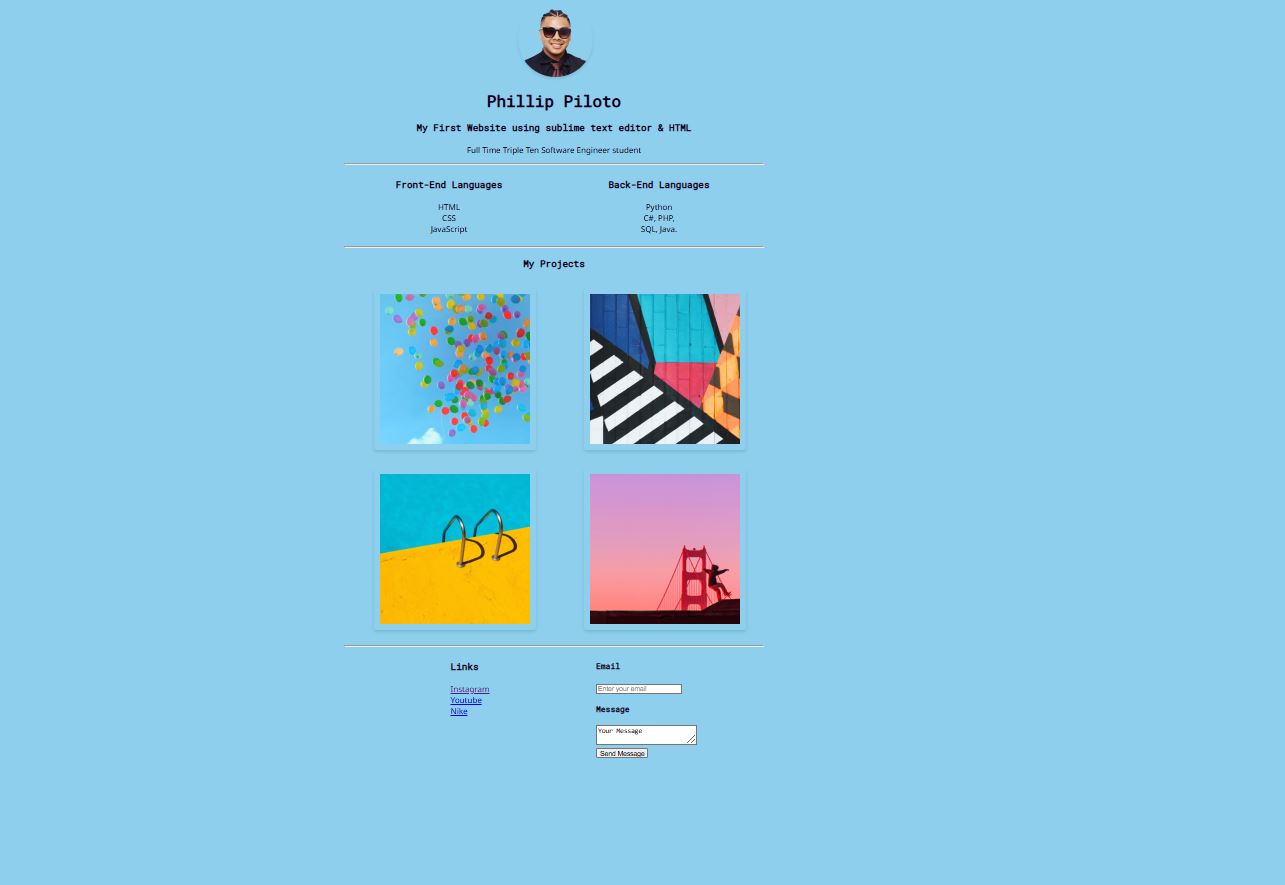 Phillip Piloto
My First Website using sublime text editor & HTML
Full Time Triple Ten Software Engineer student
Front-End Languages
HTML
CSS
JavaScript
Back-End Languages
Python
C#, PHP,
SQL, Java.
My Projects
Links
Instagram
Youtube
Nike
Email
Enter your email
Message
Your Message
Send Message